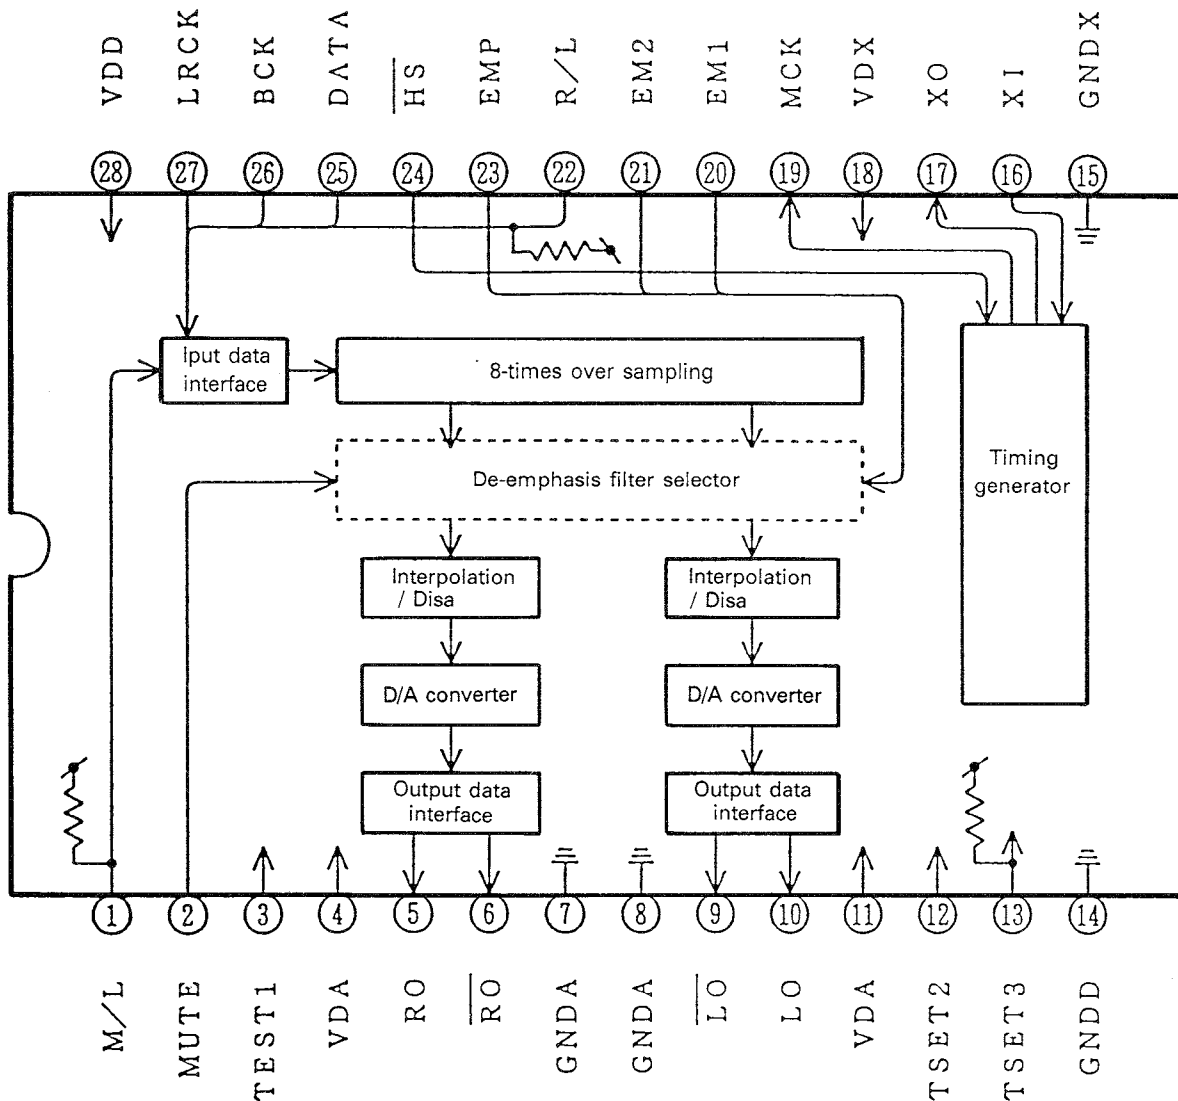 VDD LRCK BCK DATA HS EMP R/L EM2 EM1 MCK VDX XO XI GNDX
28 27 26 25 24 23 22 21 20 19 18 17 16 15
Iput data
interface
8-times over sampling
De-emphasis filter selector
Timing
generator
Interpolation
/ Disa
Interpolation
/ Disa
D/A converter
D/A converter
Output data
interface
Output data
interface
1 2 3 4 5 6 7 8 9 10 11 12 13 14
M/L MUTE TEST1 VDA RO RO GNDA GNDA LO LO VDA TSET2 TSET3 GNDD